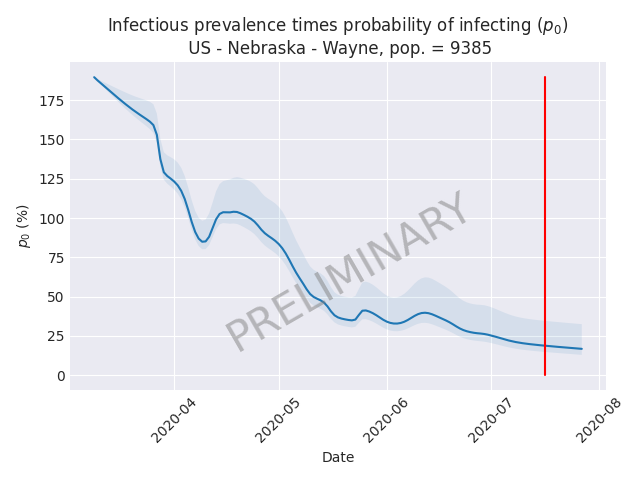 Infectious prevalence times probability of infecting (p₀)
US - Nebraska - Wayne, pop. = 9385
p₀ (%)
175
150
125
100
75
50
25
0
PRELIMINARY
2020-04
2020-05
2020-06
2020-07
2020-08
Date